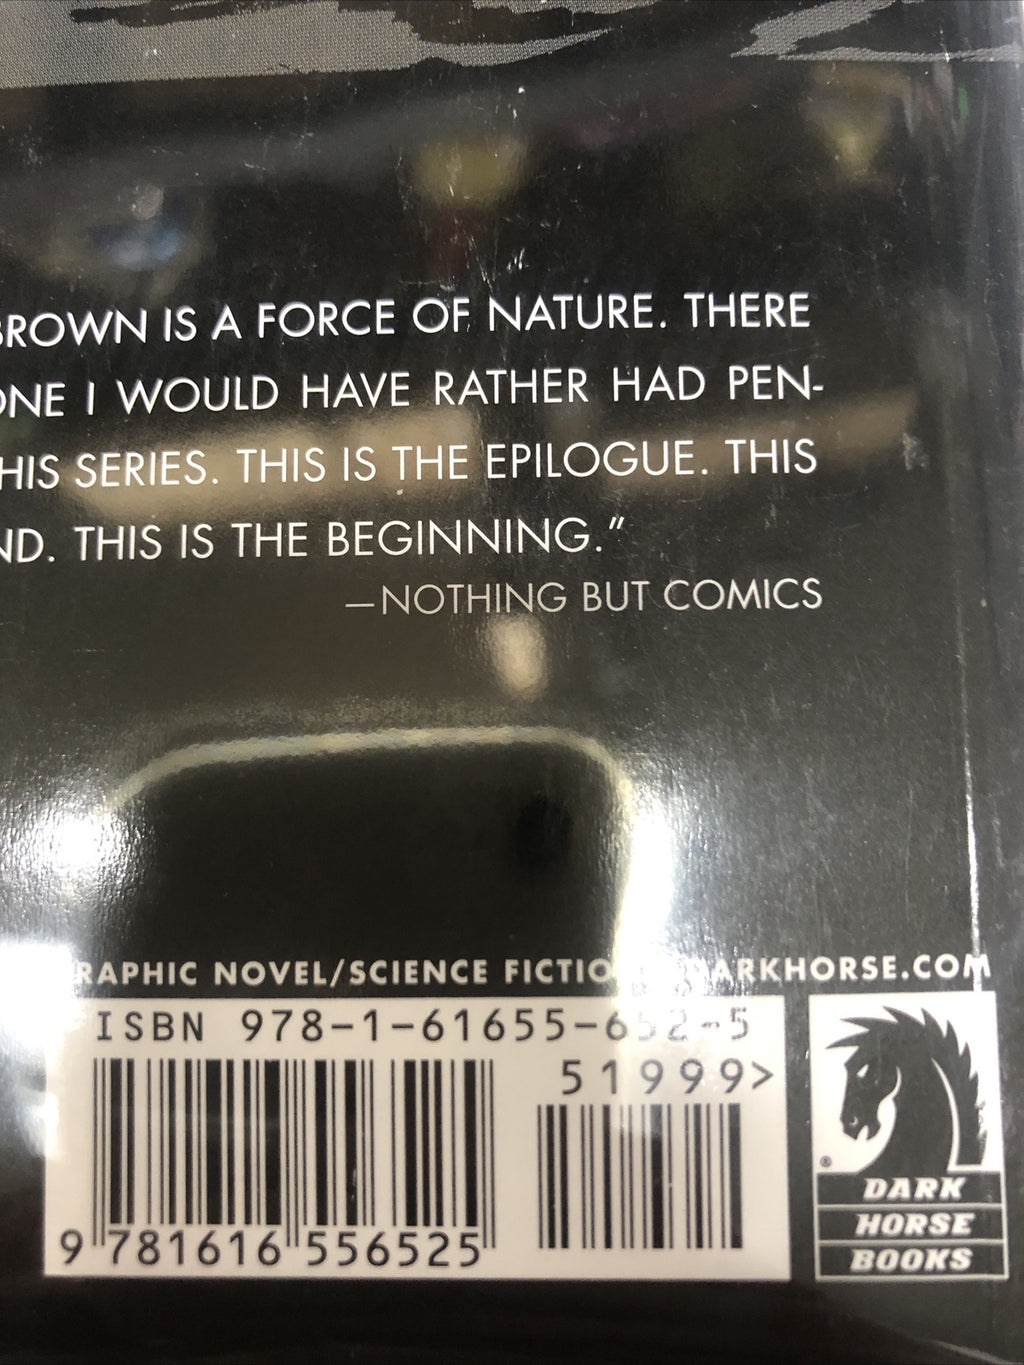 BROWN IS A FORCE OF NATURE. THERE
ONE I WOULD HAVE RATHER HAD PEN-
HIS SERIES. THIS IS THE EPILOGUE. THIS
ND. THIS IS THE BEGINNING.”
—NOTHING BUT COMICS
RAPHIC NOVEL/SCIENCE FICTIO ARKHORSE.COM
ISBN 978-1-61655-652-5
51999>
9 781616 556525
®
DARK
HORSE
BOOKS